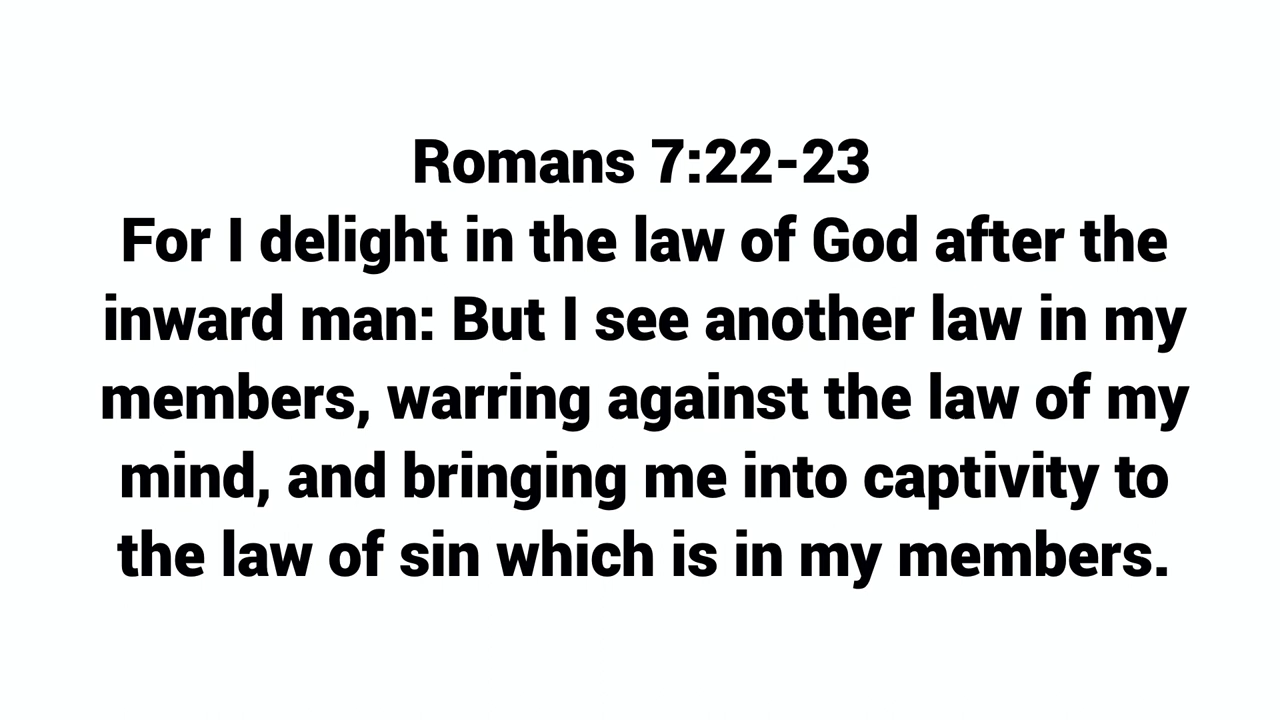 Romans 7:22-23
For I delight in the law of God after the
inward man: But I see another law in my
members, warring against the law of my
mind, and bringing me into captivity to
the law of sin which is in my members.